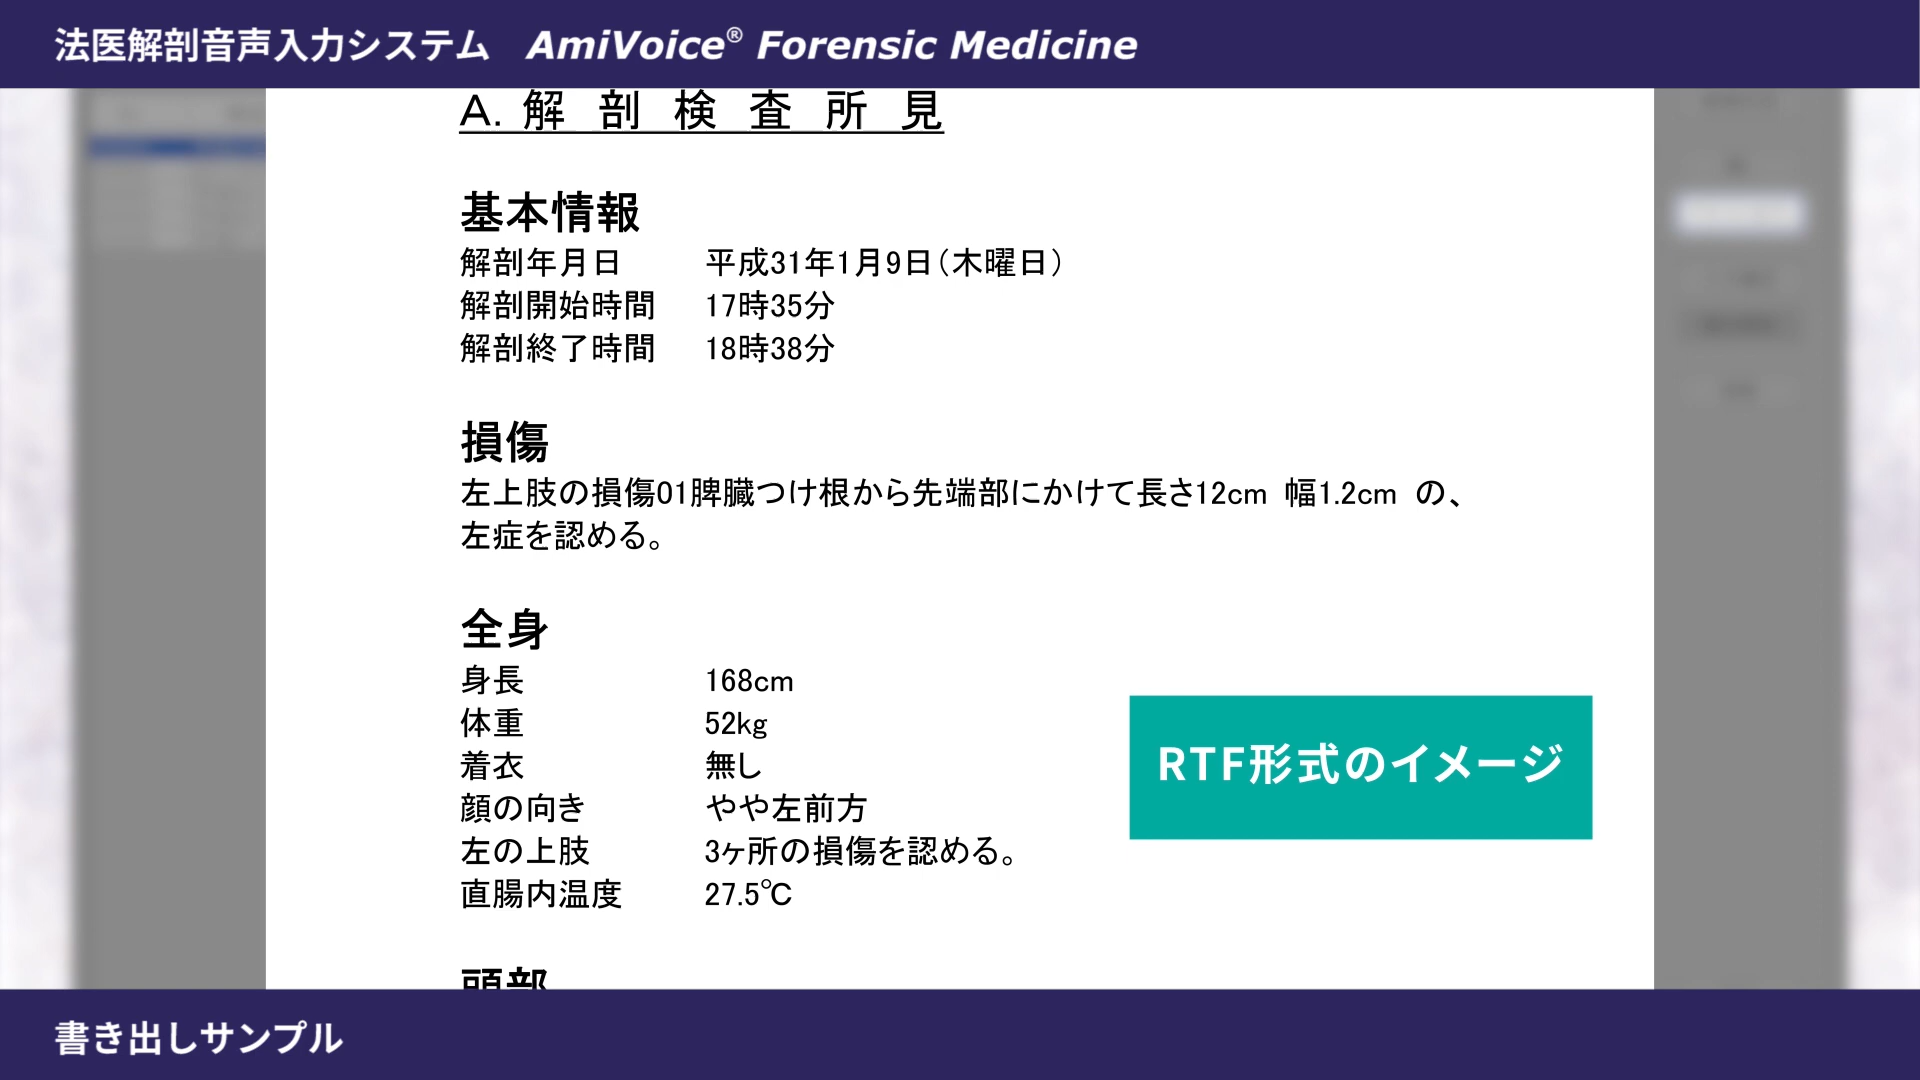 法医解剖音声入力システム AmiVoice® Forensic Medicine
A. 解 剖 検 査 所 見
基本情報
解剖年月日 平成31年1月9日（木曜日）
解剖開始時間 17時35分
解剖終了時間 18時38分
損傷
左上肢の損傷01脾臓つけ根から先端部にかけて長さ12cm 幅1.2cm の、
左症を認める。
全身
身長 168cm
体重 52kg
着衣 無し
顔の向き やや左前方
左の上肢 3ヶ所の損傷を認める。
直腸内温度 27.5℃
RTF形式のイメージ
頭部
書き出しサンプル